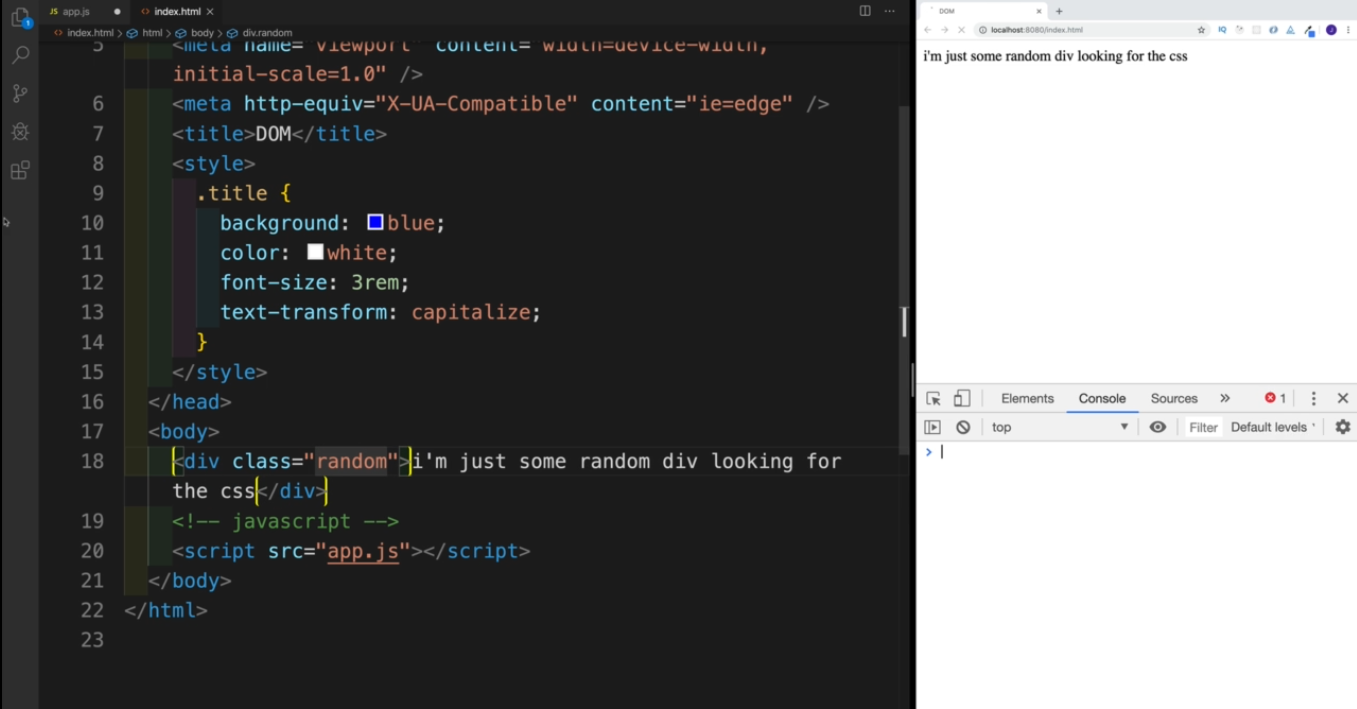 JS app.js ● <> index.html ×
<> index.html > html > body > div.random
5 <meta name="viewport" content="width=device-width,
initial-scale=1.0" />
6 <meta http-equiv="X-UA-Compatible" content="ie=edge" />
7 <title>DOM</title>
8 <style>
9 .title {
10 background: blue;
11 color: white;
12 font-size: 3rem;
13 text-transform: capitalize;
14 }
15 </style>
16 </head>
17 <body>
18 <div class="random">i'm just some random div looking for
the css</div>
19 <!-- javascript -->
20 <script src="app.js"></script>
21 </body>
22 </html>
23
1
DOM
localhost:8080/index.html IQ J
i'm just some random div looking for the css
Elements Console Sources » 1
top Filter Default levels
>